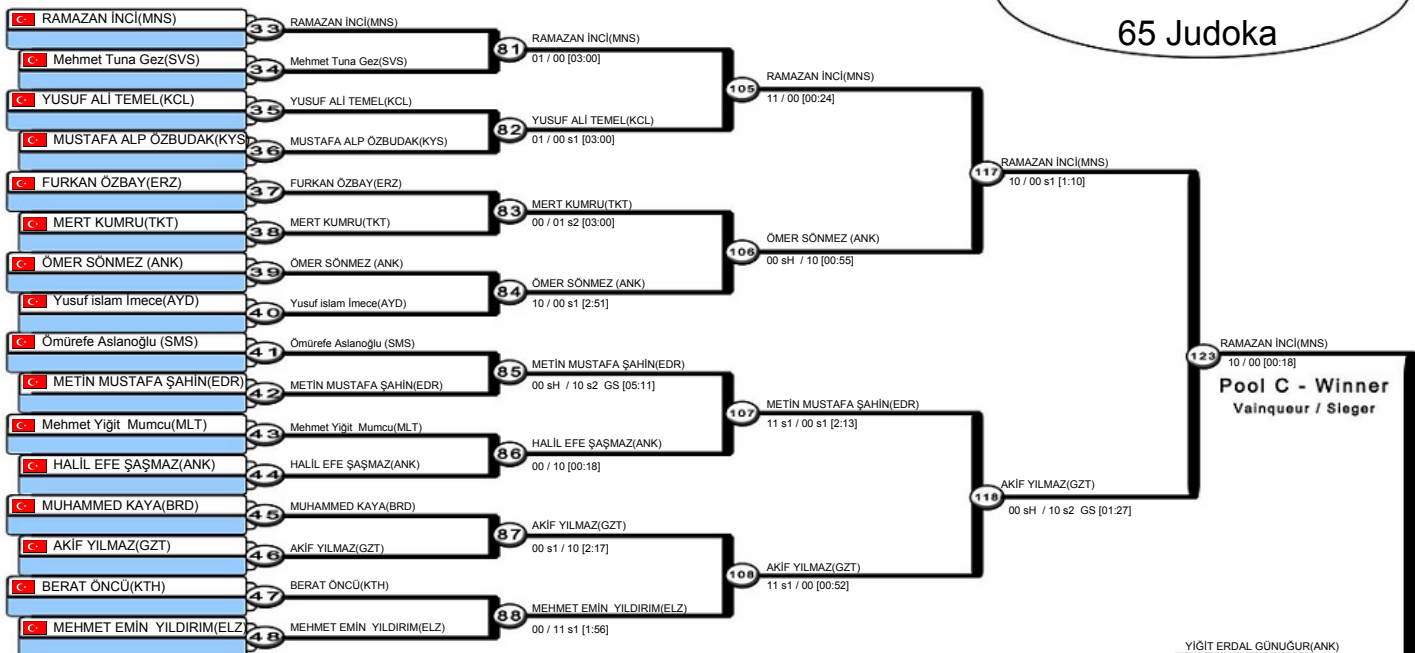 65 Judoka
RAMAZAN İNCİ(MNS)
Mehmet Tuna Gez(SVS)
YUSUF ALİ TEMEL(KCL)
MUSTAFA ALP ÖZBUDAK(KYS)
FURKAN ÖZBAY(ERZ)
MERT KUMRU(TKT)
ÖMER SÖNMEZ (ANK)
Yusuf islam İmece(AYD)
Ömürefe Aslanoğlu (SMS)
METİN MUSTAFA ŞAHİN(EDR)
Mehmet Yiğit Mumcu(MLT)
HALİL EFE ŞAŞMAZ(ANK)
MUHAMMED KAYA(BRD)
AKİF YILMAZ(GZT)
BERAT ÖNCÜ(KTH)
MEHMET EMİN YILDIRIM(ELZ)
33 RAMAZAN İNCİ(MNS)
34 Mehmet Tuna Gez(SVS)
35 YUSUF ALİ TEMEL(KCL)
36 MUSTAFA ALP ÖZBUDAK(KYS)
37 FURKAN ÖZBAY(ERZ)
38 MERT KUMRU(TKT)
39 ÖMER SÖNMEZ (ANK)
40 Yusuf islam İmece(AYD)
41 Ömürefe Aslanoğlu (SMS)
42 METİN MUSTAFA ŞAHİN(EDR)
43 Mehmet Yiğit Mumcu(MLT)
44 HALİL EFE ŞAŞMAZ(ANK)
45 MUHAMMED KAYA(BRD)
46 AKİF YILMAZ(GZT)
47 BERAT ÖNCÜ(KTH)
48 MEHMET EMİN YILDIRIM(ELZ)
81 RAMAZAN İNCİ(MNS)
01 / 00 [03:00]
82 YUSUF ALİ TEMEL(KCL)
01 / 00 s1 [03:00]
83 MERT KUMRU(TKT)
00 / 01 s2 [03:00]
84 ÖMER SÖNMEZ (ANK)
10 / 00 s1 [2:51]
85 METİN MUSTAFA ŞAHİN(EDR)
00 sH / 10 s2 GS [05:11]
86 HALİL EFE ŞAŞMAZ(ANK)
00 / 10 [00:18]
87 AKİF YILMAZ(GZT)
00 s1 / 10 [2:17]
88 MEHMET EMİN YILDIRIM(ELZ)
00 / 11 s1 [1:56]
105 RAMAZAN İNCİ(MNS)
11 / 00 [00:24]
106 ÖMER SÖNMEZ (ANK)
00 sH / 10 [00:55]
107 METİN MUSTAFA ŞAHİN(EDR)
11 s1 / 00 s1 [2:13]
108 AKİF YILMAZ(GZT)
11 s1 / 00 [00:52]
117 RAMAZAN İNCİ(MNS)
10 / 00 s1 [1:10]
118 AKİF YILMAZ(GZT)
00 sH / 10 s2 GS [01:27]
123 RAMAZAN İNCİ(MNS)
10 / 00 [00:18]
Pool C - Winner
Vainqueur / Sieger
YİĞİT ERDAL GÜNUĞUR(ANK)